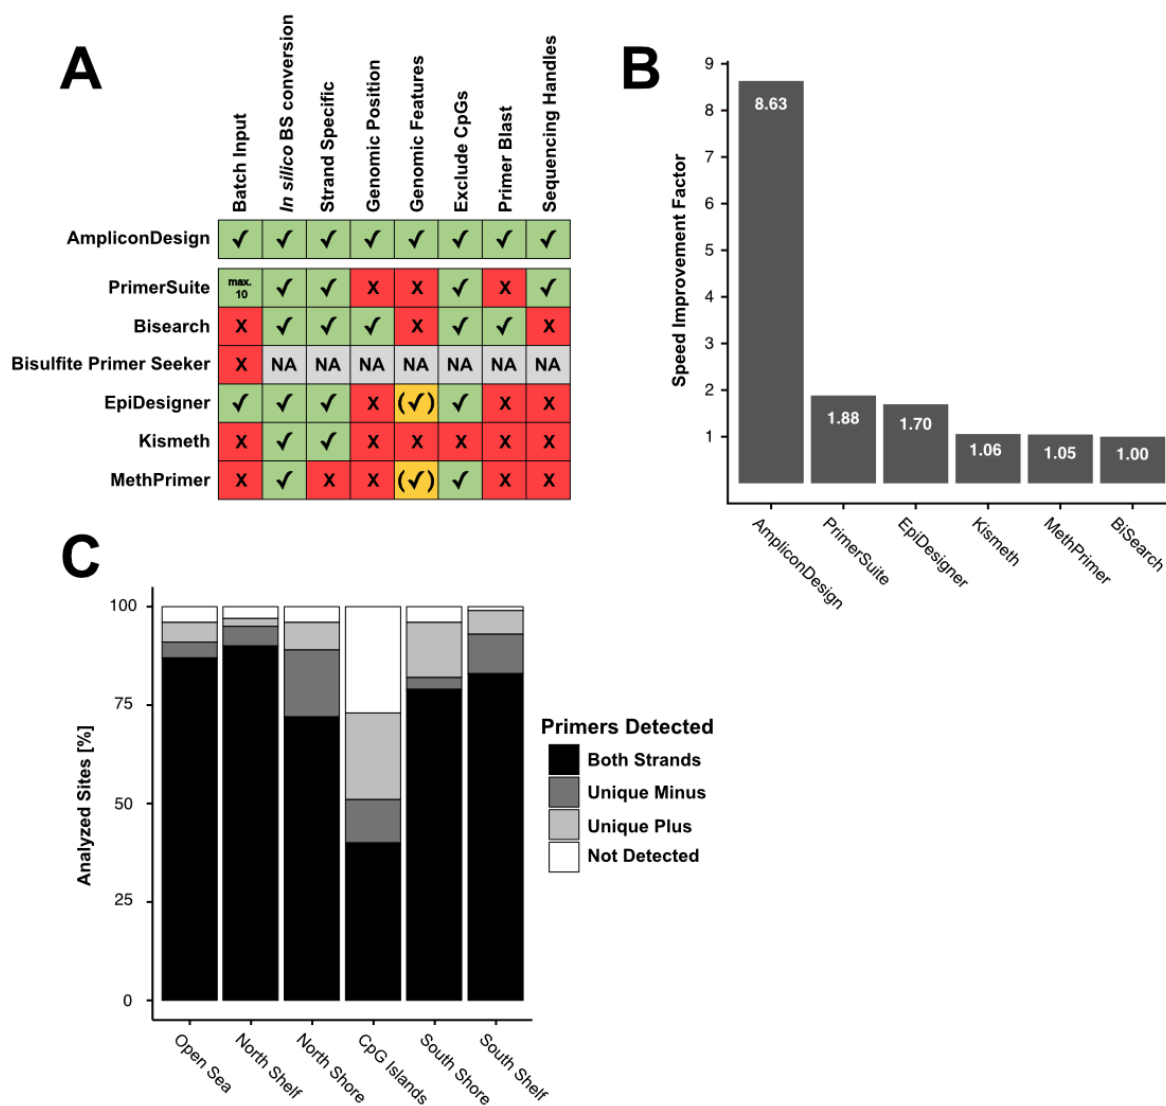 A
Batch Input
In silico BS conversion
Strand Specific
Genomic Position
Genomic Features
Exclude CpGs
Primer Blast
Sequencing Handles
AmpliconDesign ✓ ✓ ✓ ✓ ✓ ✓ ✓ ✓
PrimerSuite max. 10 ✓ ✓ X X ✓ X ✓
Bisearch X ✓ ✓ ✓ X ✓ ✓ X
Bisulfite Primer Seeker X NA NA NA NA NA NA NA
EpiDesigner ✓ ✓ ✓ X (✓) ✓ X X
Kismeth X ✓ ✓ X X X X X
MethPrimer X ✓ X X (✓) ✓ X X
B
Speed Improvement Factor
9
8
7
6
5
4
3
2
1
8.63
1.88
1.70
1.06
1.05
1.00
AmpliconDesign
PrimerSuite
EpiDesigner
Kismeth
MethPrimer
BiSearch
C
Analyzed Sites [%]
100
75
50
25
0
Open Sea
North Shelf
North Shore
CpG Islands
South Shore
South Shelf
Primers Detected
Both Strands
Unique Minus
Unique Plus
Not Detected